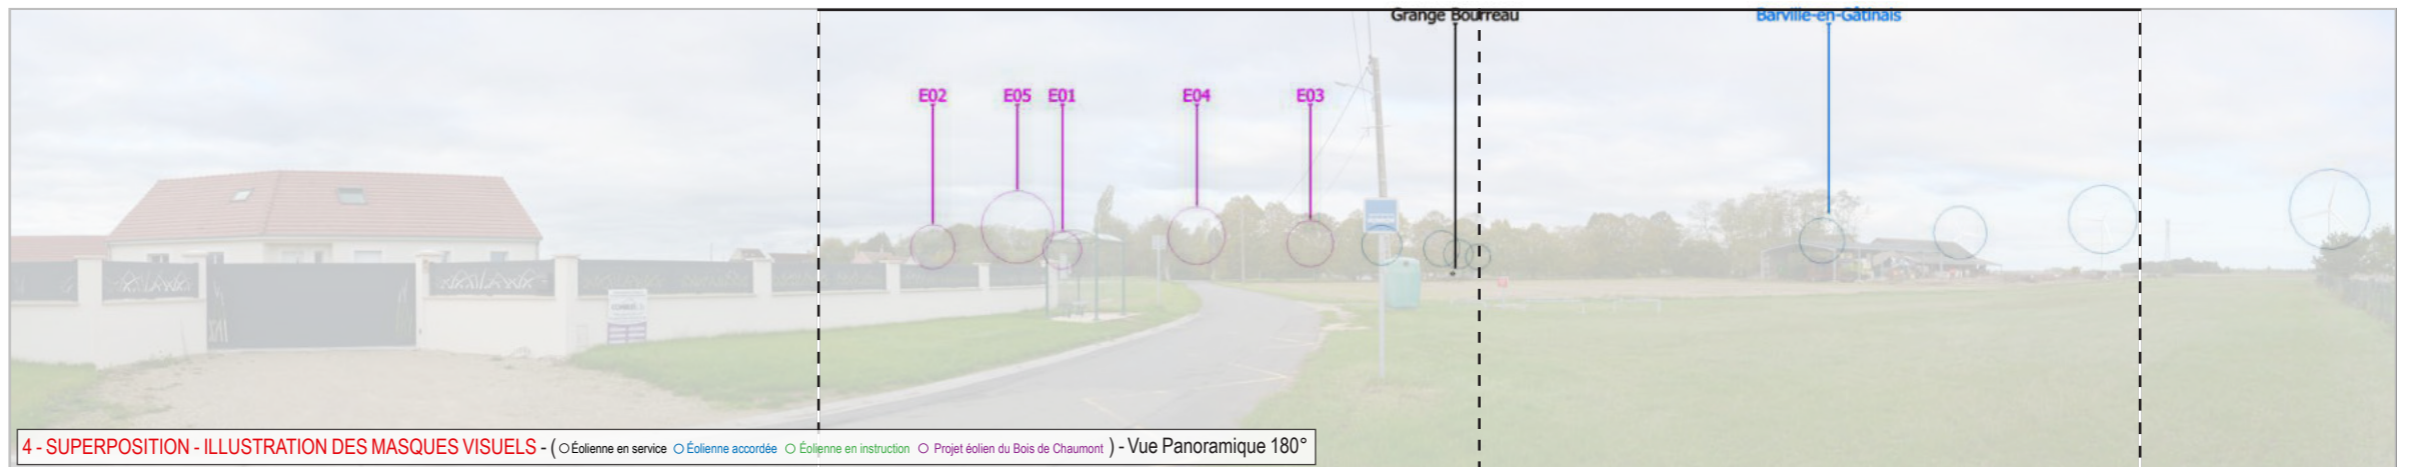 Grange Bourreau
Barville-en-Gâtinais
E02 E05 E01 E04 E03
4 - SUPERPOSITION - ILLUSTRATION DES MASQUES VISUELS - ( Éolienne en service Éolienne accordée Éolienne en instruction Projet éolien du Bois de Chaumont ) - Vue Panoramique 180°